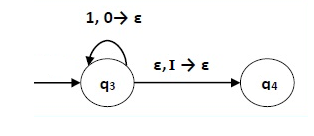 1, 0→ ε
ε, I → ε
q3
q4